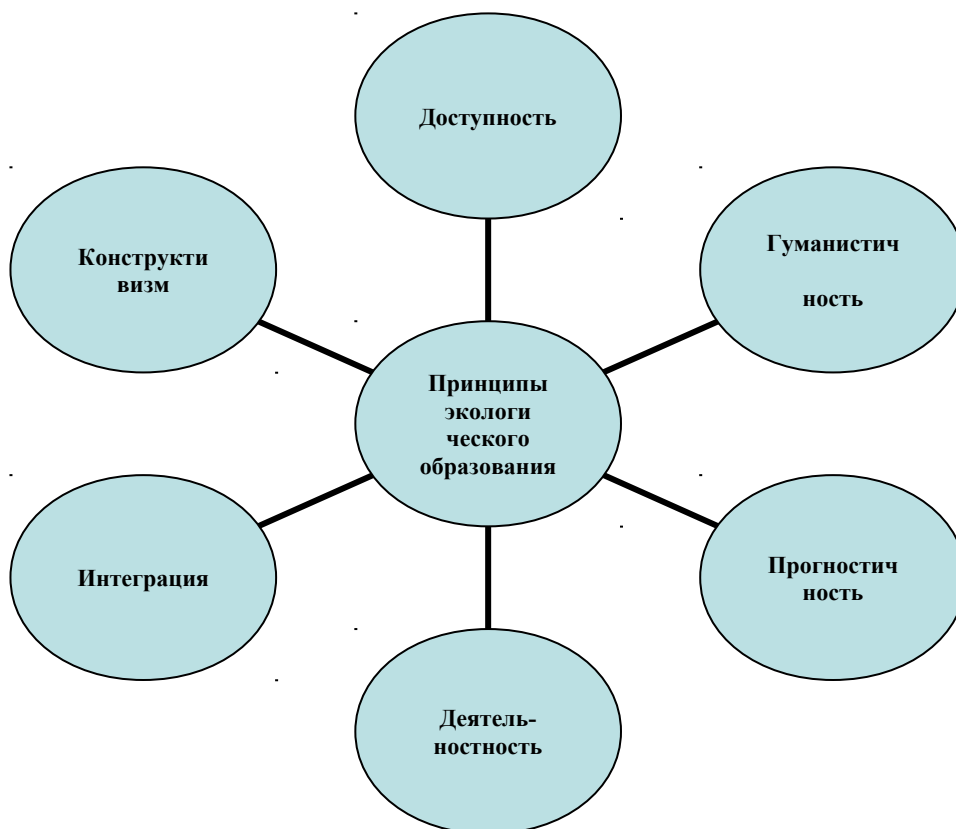 Доступность
Гуманистич
ность
Конструкти
визм
Принципы
экологи
ческого
образования
Интеграция
Прогностич
ность
Деятель-
ностность